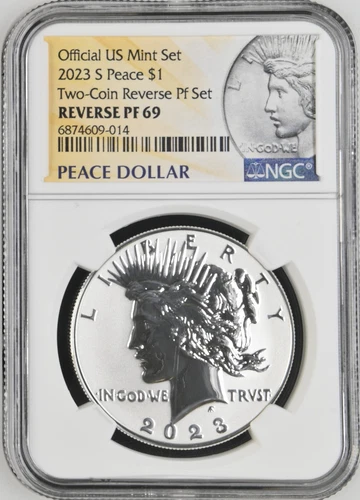 Official US Mint Set
2023 S Peace $1
Two-Coin Reverse Pf Set
REVERSE PF 69
6874609-014
PEACE DOLLAR
L
IN·GOD·WE
NGC®
LIBERTY
·IN·GOD·WE TRVST·
2023